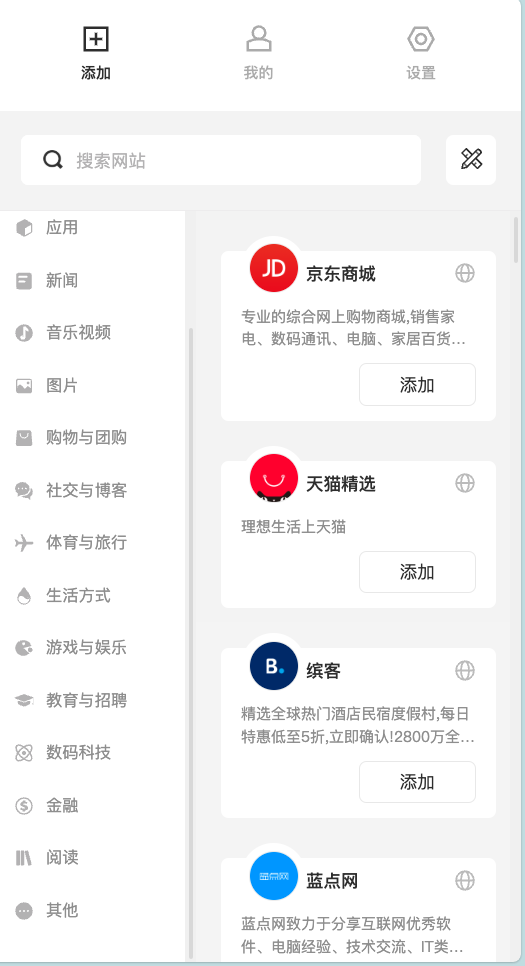 添加
我的
设置
搜索网站
应用
新闻
音乐视频
图片
购物与团购
社交与博客
体育与旅行
生活方式
游戏与娱乐
教育与招聘
数码科技
金融
阅读
其他
JD
京东商城
专业的综合网上购物商城,销售家
电、数码通讯、电脑、家居百货...
添加
天猫精选
理想生活上天猫
添加
B.
缤客
精选全球热门酒店民宿度假村,每日
特惠低至5折,立即确认!2800万全...
添加
蓝点网
蓝点网
蓝点网致力于分享互联网优秀软
件、电脑经验、技术交流、IT类...